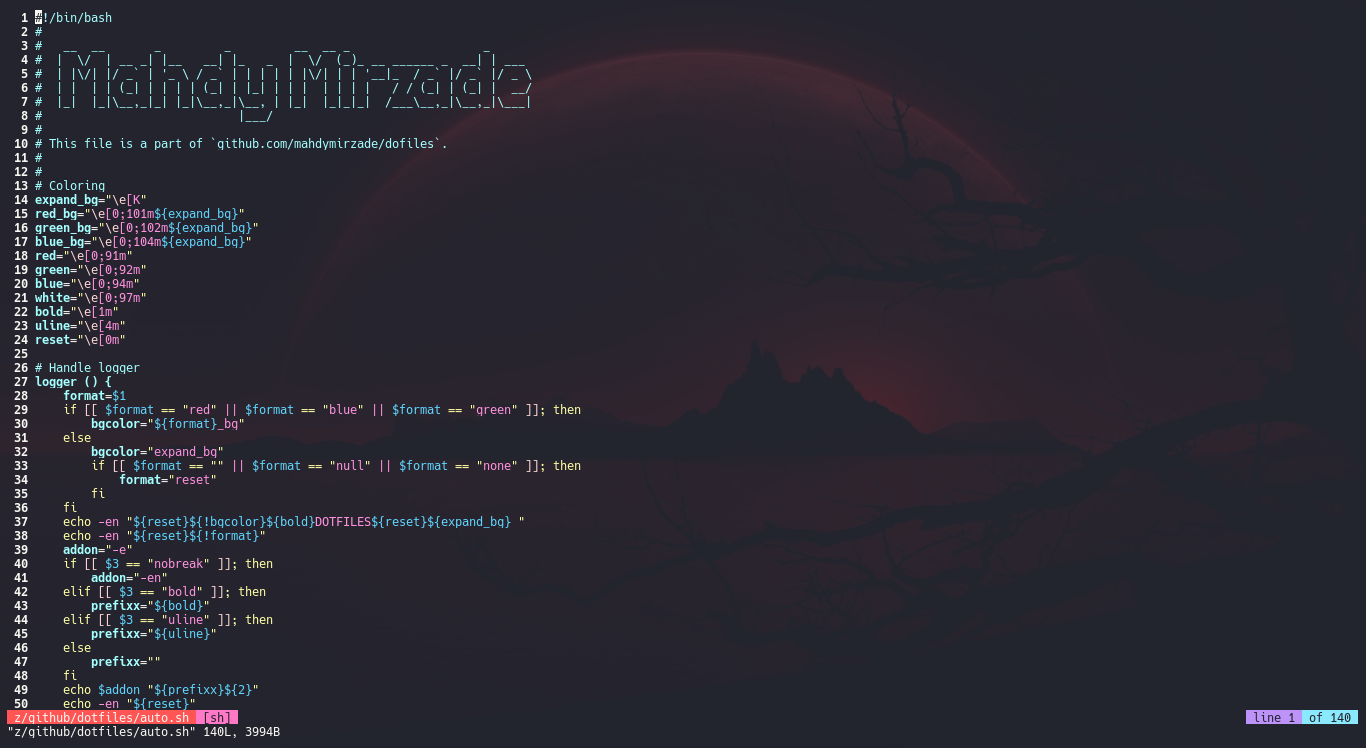 1 #!/bin/bash
2 #
3 #   __  __       _         _         __  __ _                   _
4 #  |  \/  | __ _| |__   __| |_   _  |  \/  (_)_ __ ______ _  __| | ___
5 #  | |\/| |/ _` | '_ \ / _` | | | | | |\/| | | '__|_  / _` |/ _` |/ _ \
6 #  | |  | | (_| | | | | (_| | |_| | | |  | | | |   / / (_| | (_| |  __/
7 #  |_|  |_|\__,_|_| |_|\__,_|\__, | |_|  |_|_|_|  /___\__,_|\__,_|\___|
8 #                            |___/
9 #
10 # This file is a part of `github.com/mahdymirzade/dofiles`.
11 #
12 #
13 # Coloring
14 expand_bg="\e[K"
15 red_bg="\e[0;101m${expand_bg}"
16 green_bg="\e[0;102m${expand_bg}"
17 blue_bg="\e[0;104m${expand_bg}"
18 red="\e[0;91m"
19 green="\e[0;92m"
20 blue="\e[0;94m"
21 white="\e[0;97m"
22 bold="\e[1m"
23 uline="\e[4m"
24 reset="\e[0m"
25
26 # Handle logger
27 logger () {
28     format=$1
29     if [[ $format == "red" || $format == "blue" || $format == "green" ]]; then
30         bgcolor="${format}_bg"
31     else
32         bgcolor="expand_bg"
33         if [[ $format == "" || $format == "null" || $format == "none" ]]; then
34             format="reset"
35         fi
36     fi
37     echo -en "${reset}${!bgcolor}${bold}DOTFILES${reset}${expand_bg} "
38     echo -en "${reset}${!format}"
39     addon="-e"
40     if [[ $3 == "nobreak" ]]; then
41         addon="-en"
42     elif [[ $3 == "bold" ]]; then
43         prefixx="${bold}"
44     elif [[ $3 == "uline" ]]; then
45         prefixx="${uline}"
46     else
47         prefixx=""
48     fi
49     echo $addon "${prefixx}${2}"
50     echo -en "${reset}"
z/github/dotfiles/auto.sh [sh] line 1 of 140
"z/github/dotfiles/auto.sh" 140L, 3994B